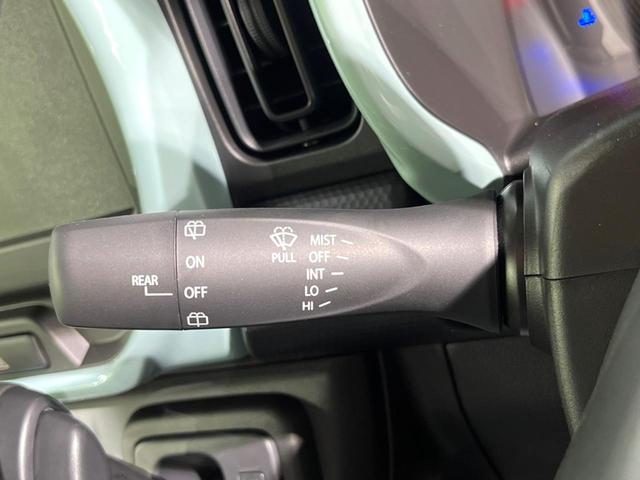 ON
REAR OFF
PULL
MIST
OFF
INT
LO
HI